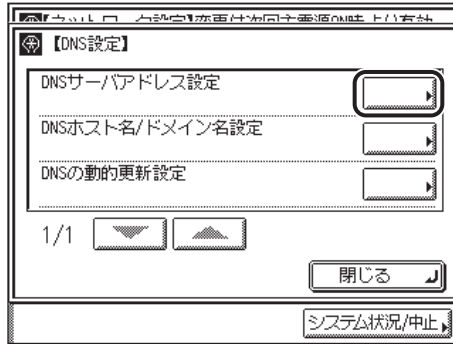 【DNS設定】
DNSサーバアドレス設定
DNSホスト名/ドメイン名設定
DNSの動的更新設定
1/1
閉じる
システム状況/中止